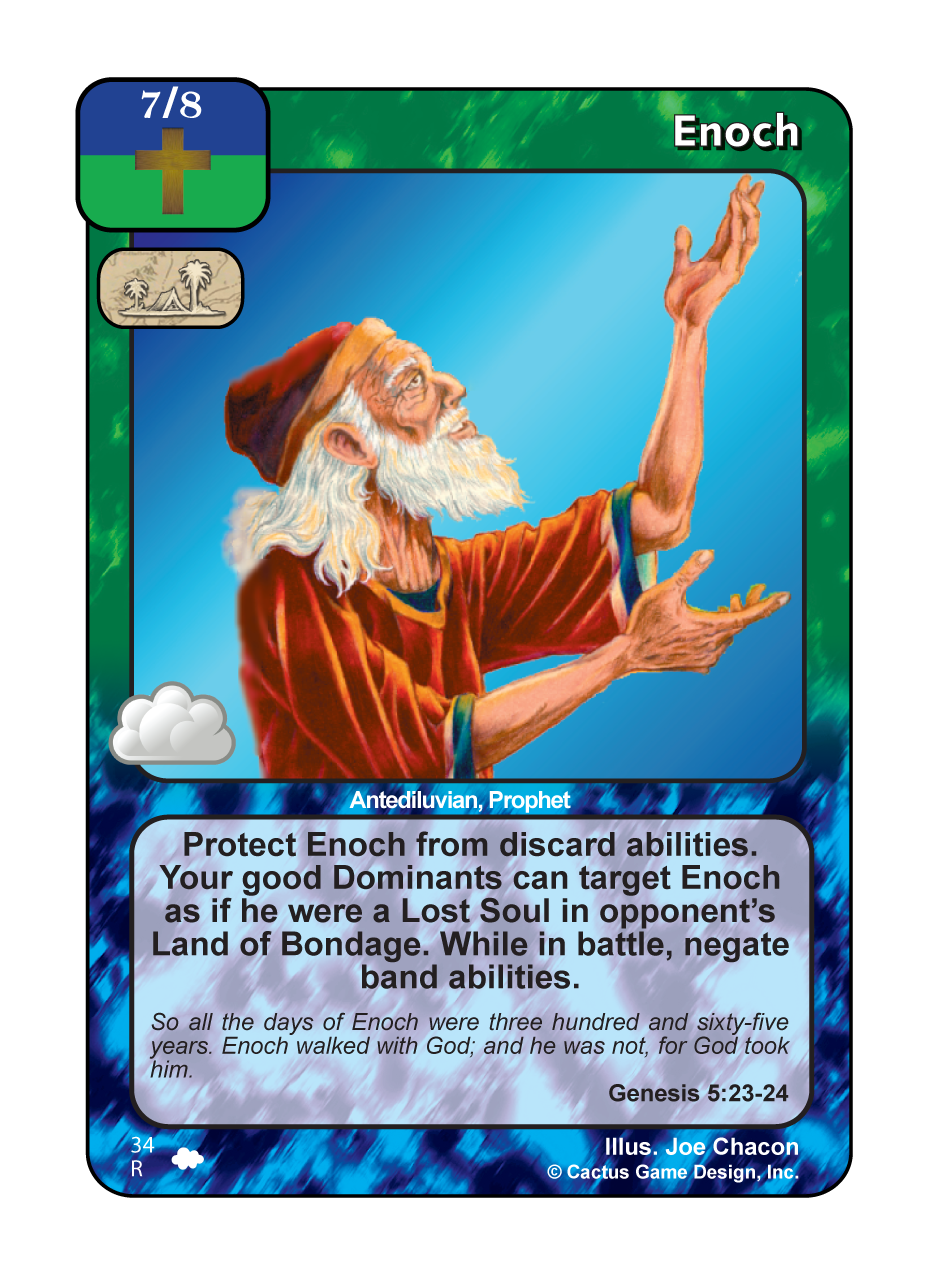 7/8
Enoch
Antediluvian, Prophet
Protect Enoch from discard abilities.
Your good Dominants can target Enoch
as if he were a Lost Soul in opponent's
Land of Bondage. While in battle, negate
band abilities.
So all the days of Enoch were three hundred and sixty-five
years. Enoch walked with God; and he was not, for God took
him.
Genesis 5:23-24
34
R
Illus. Joe Chacon
© Cactus Game Design, Inc.